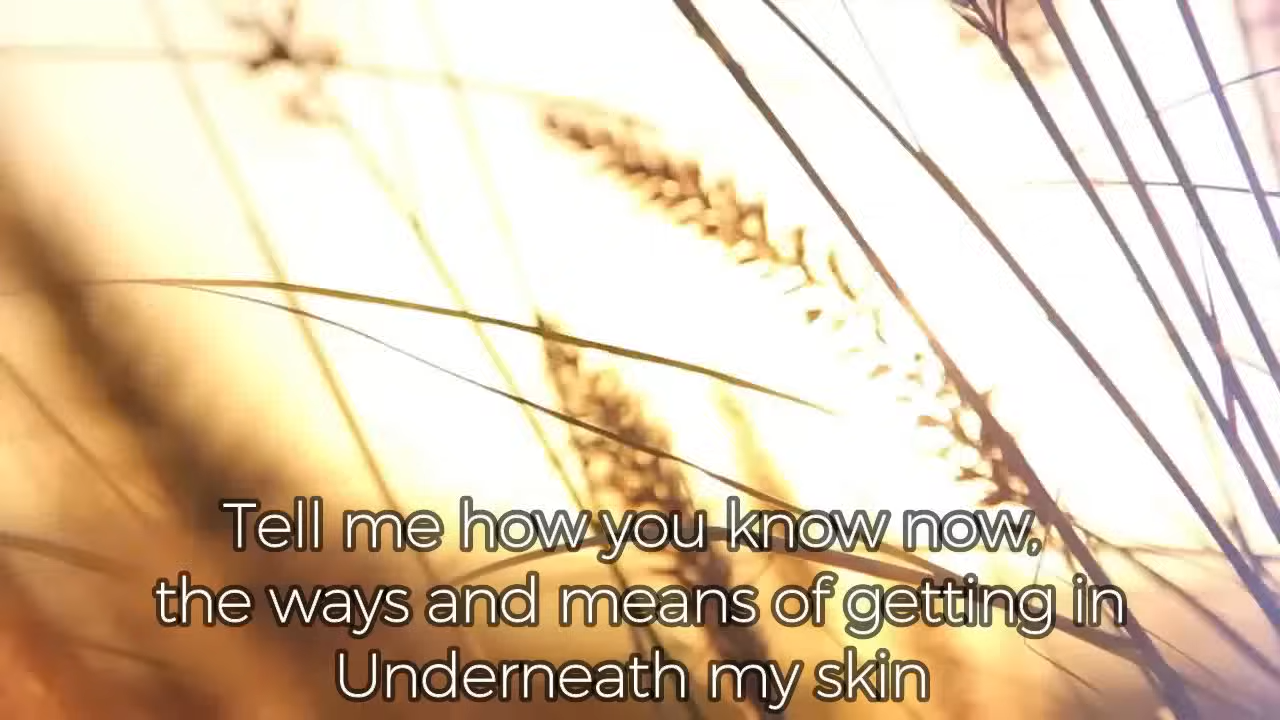 Tell me how you know now,
the ways and means of getting in
Underneath my skin